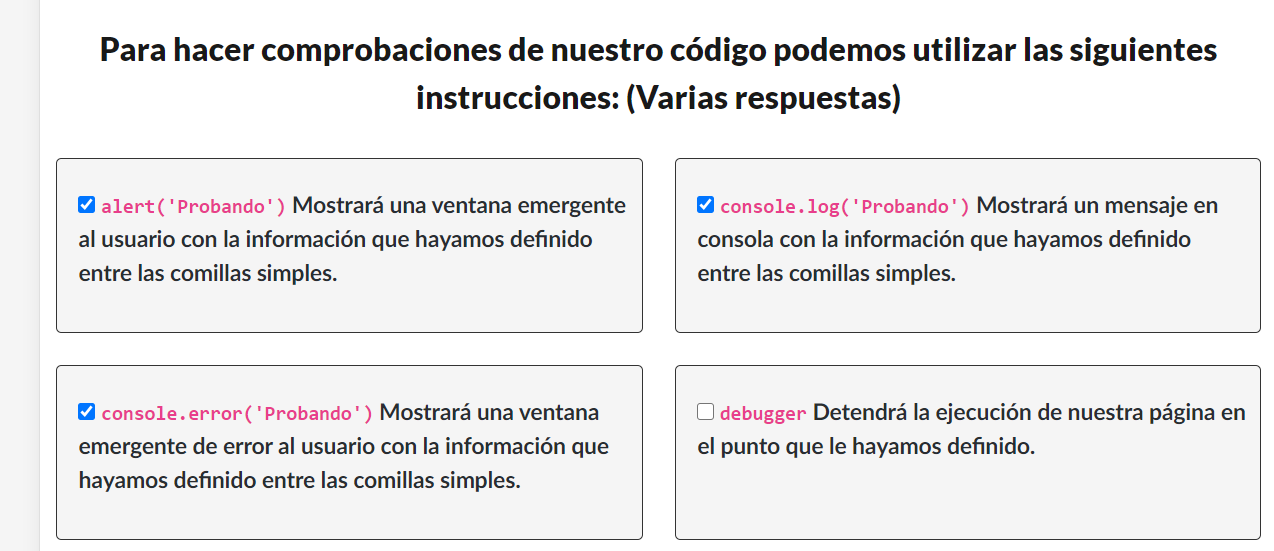 Para hacer comprobaciones de nuestro código podemos utilizar las siguientes
instrucciones: (Varias respuestas)
alert('Probando') Mostrará una ventana emergente
al usuario con la información que hayamos definido
entre las comillas simples.
console.log('Probando') Mostrará un mensaje en
consola con la información que hayamos definido
entre las comillas simples.
console.error('Probando') Mostrará una ventana
emergente de error al usuario con la información que
hayamos definido entre las comillas simples.
debugger Detendrá la ejecución de nuestra página en
el punto que le hayamos definido.